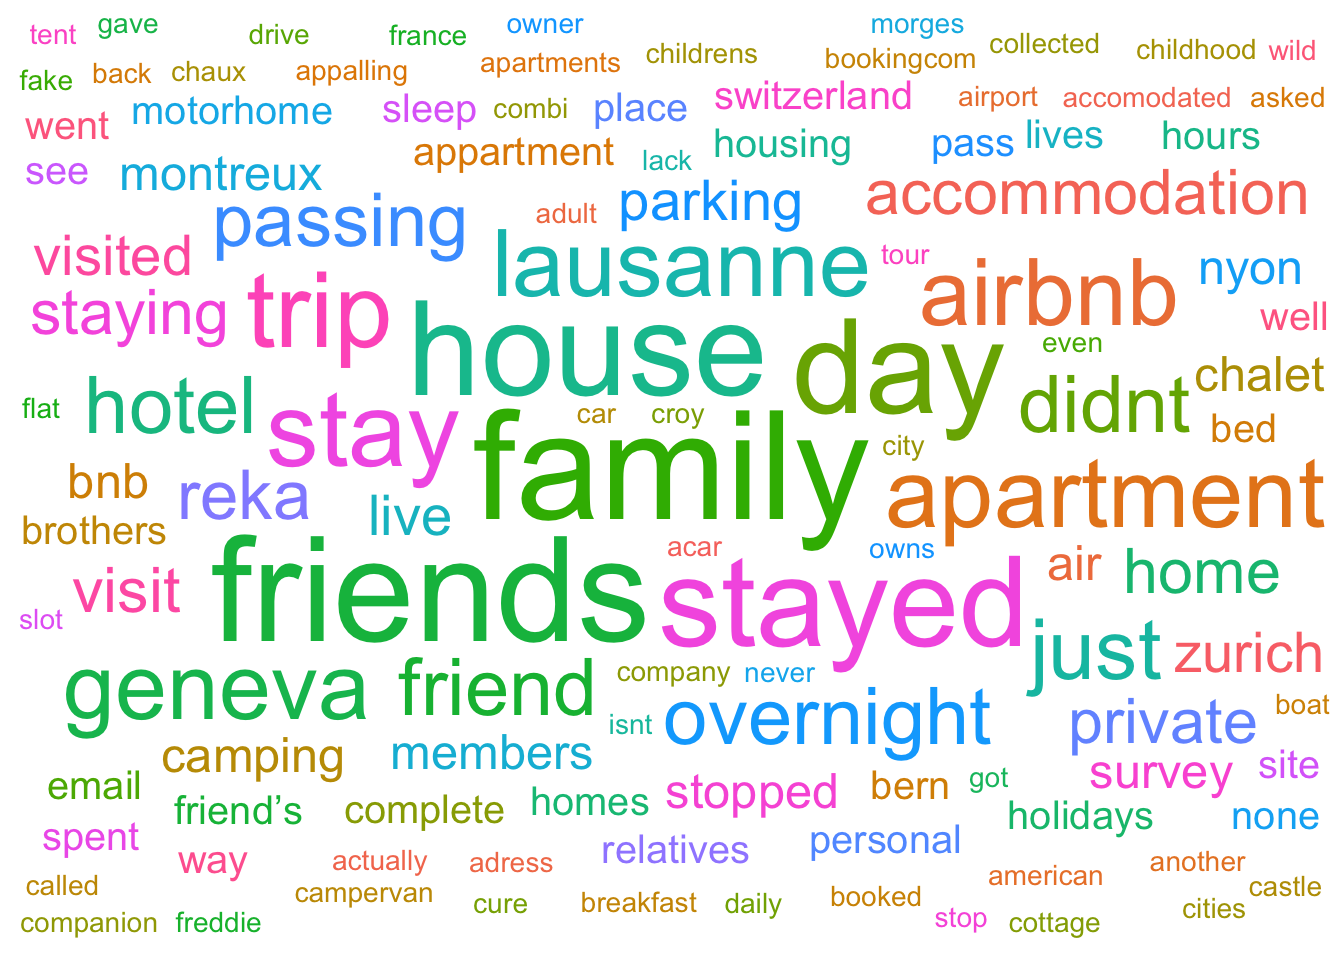 tent gave drive france owner childrens morges bookingcom collected childhood wild
fake back chaux appalling apartments
went motorhome sleep combi place switzerland airport accomodated asked
see montreux appartment lack housing pass lives hours
passing adult parking accommodation
visited lausanne tour airbnb nyon
staying trip house day even well
flat hotel stay car croy family city didnt chalet bed
bnb reka live apartment
brothers friends acar owns air home
slot visit stayed just zurich
geneva friend company never isnt overnight private boat
camping members survey site
email friend’s complete homes stopped bern got holidays none
spent way actually adress relatives personal american another castle
called campervan cure breakfast daily booked cities
companion freddie stop cottage